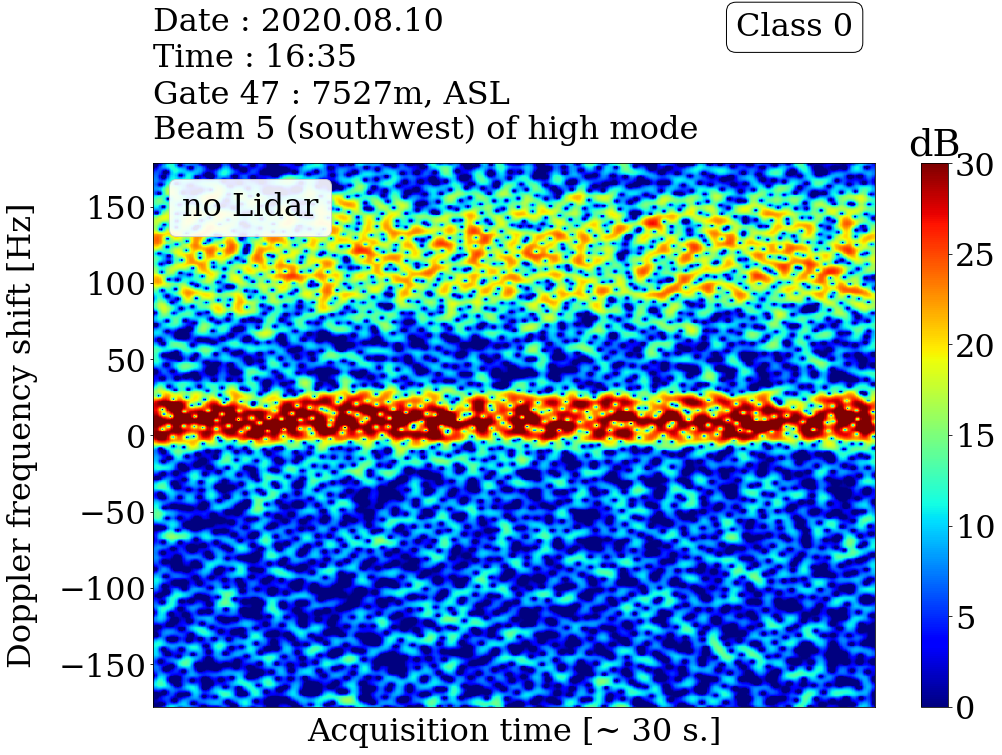 Date : 2020.08.10
Time : 16:35
Gate 47 : 7527m, ASL
Beam 5 (southwest) of high mode
Class 0
dB
no Lidar
Doppler frequency shift [Hz]
150
100
50
0
−50
−100
−150
30
25
20
15
10
5
0
Acquisition time [~ 30 s.]